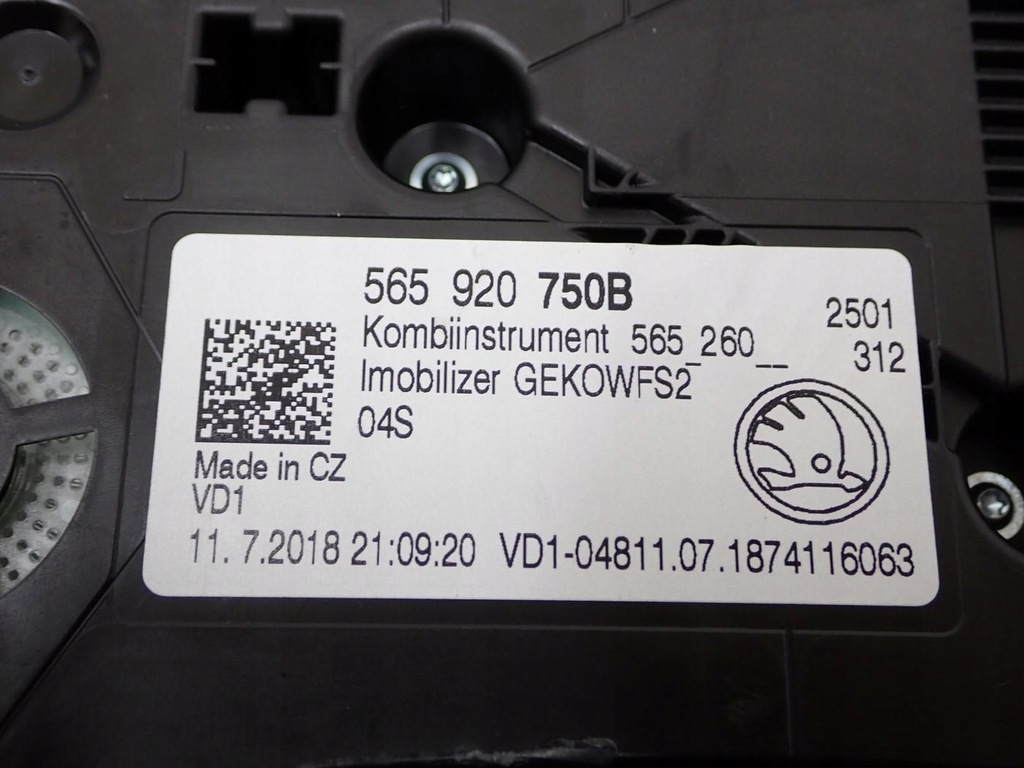 565 920 750B
Kombiinstrument 565_260_ __
2501
312
Imobilizer GEKOWFS2
04S
Made in CZ
VD1
11. 7.2018 21:09:20 VD1-04811.07.1874116063